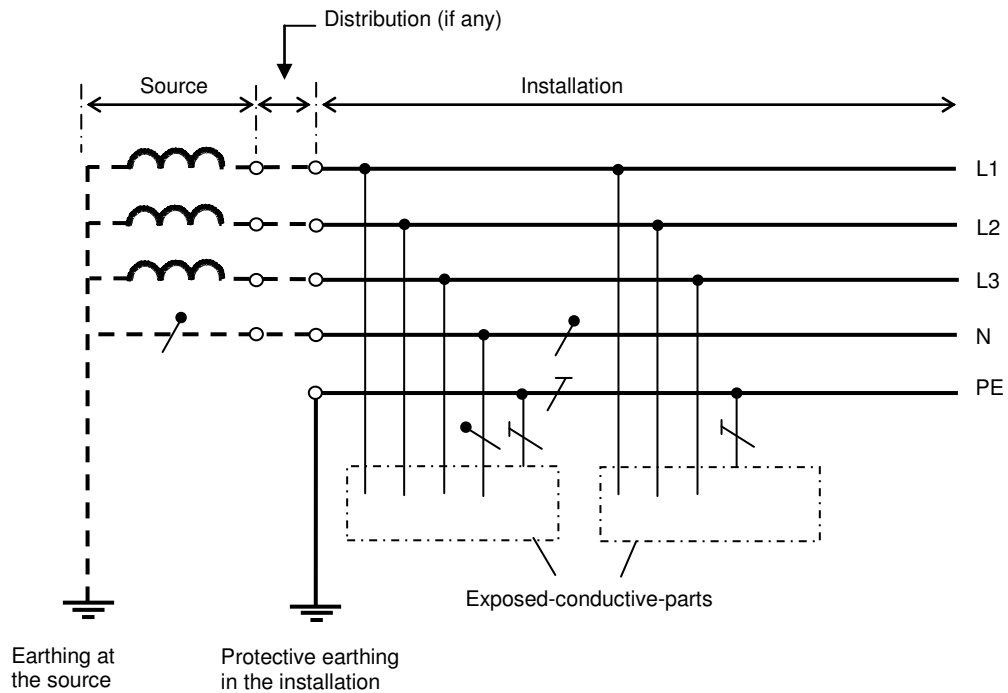 Distribution (if any)
Source
Installation
L1
L2
L3
N
PE
Exposed-conductive-parts
Earthing at
the source
Protective earthing
in the installation